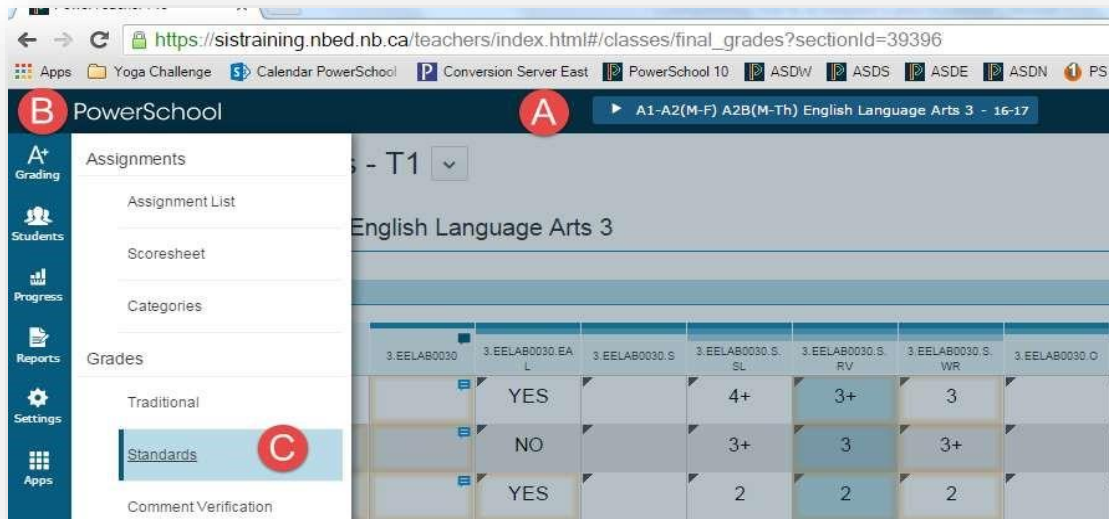 https://sistraining.nbed.nb.ca/teachers/index.html#/classes/final_grades?sectionId=39396
Apps Yoga Challenge Calendar PowerSchool Conversion Server East PowerSchool 10 ASDW ASDS ASDE ASDN PS
B PowerSchool A A1-A2(M-F) A2B(M-Th) English Language Arts 3 - 16-17
A+
Grading
Students
Progress
Reports
Settings
Apps
Assignments
Assignment List
Scoresheet
Categories
Grades
Traditional
Standards C
Comment Verification
- T1
English Language Arts 3
3.EELAB0030 3.EELAB0030.EA 3.EELAB0030.S 3.EELAB0030.S. 3.EELAB0030.S. 3.EELAB0030.S. 3.EELAB0030.O
L SL RV WR
YES 4+ 3+ 3
NO 3+ 3 3+
YES 2 2 2